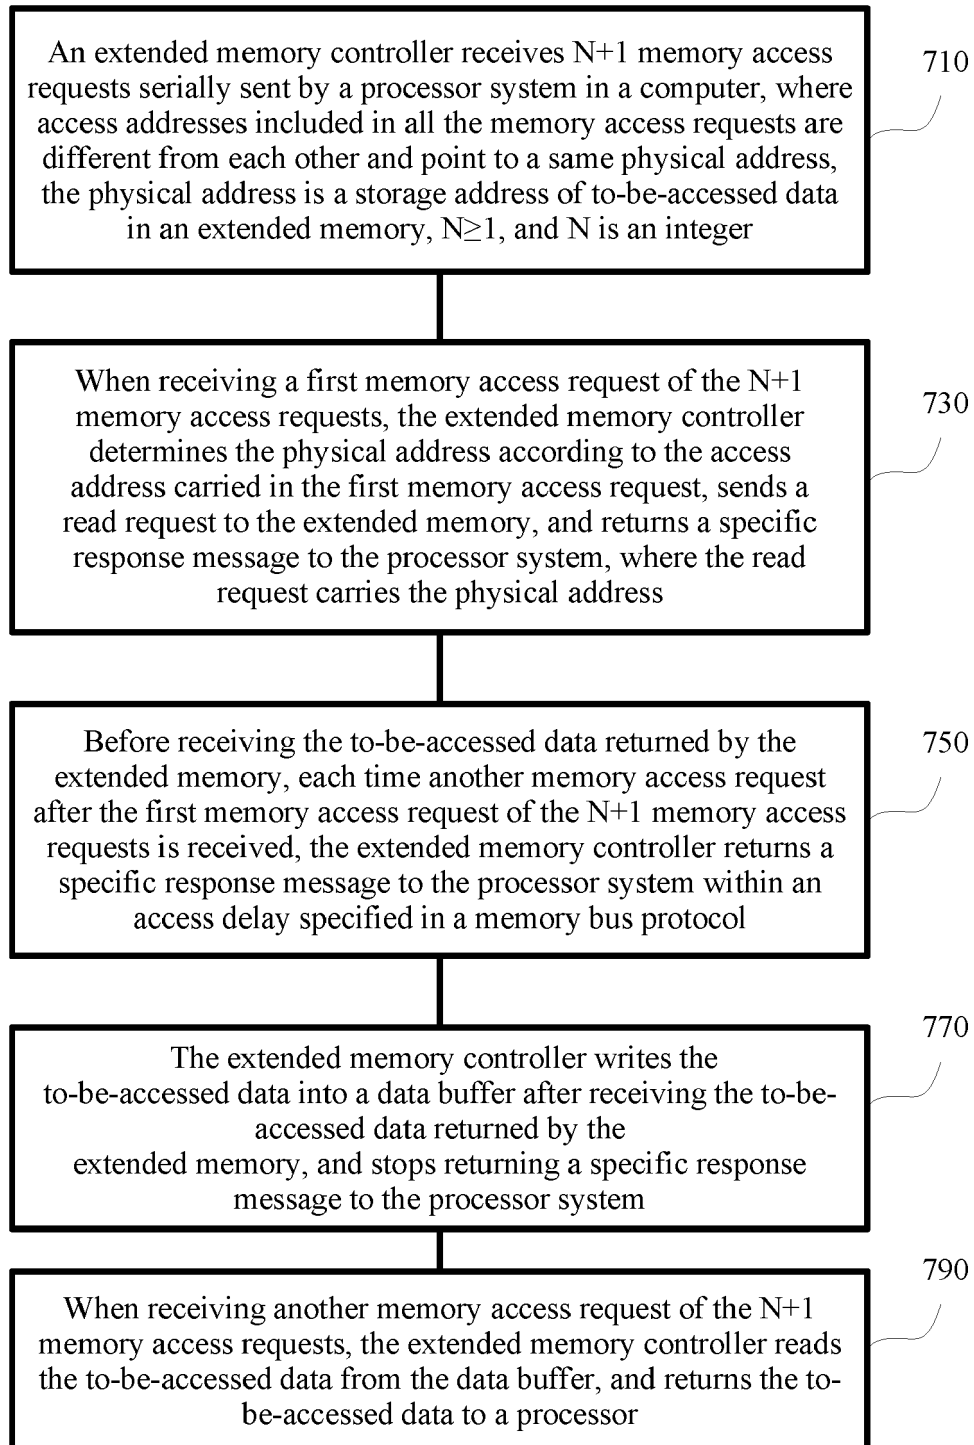 An extended memory controller receives N+1 memory access
requests serially sent by a processor system in a computer, where
access addresses included in all the memory access requests are
different from each other and point to a same physical address,
the physical address is a storage address of to-be-accessed data
in an extended memory, N≥1, and N is an integer
710
When receiving a first memory access request of the N+1
memory access requests, the extended memory controller
determines the physical address according to the access
address carried in the first memory access request, sends a
read request to the extended memory, and returns a specific
response message to the processor system, where the read
request carries the physical address
730
Before receiving the to-be-accessed data returned by the
extended memory, each time another memory access request
after the first memory access request of the N+1 memory access
requests is received, the extended memory controller returns a
specific response message to the processor system within an
access delay specified in a memory bus protocol
750
The extended memory controller writes the
to-be-accessed data into a data buffer after receiving the to-be-
accessed data returned by the
extended memory, and stops returning a specific response
message to the processor system
770
When receiving another memory access request of the N+1
memory access requests, the extended memory controller reads
the to-be-accessed data from the data buffer, and returns the to-
be-accessed data to a processor
790